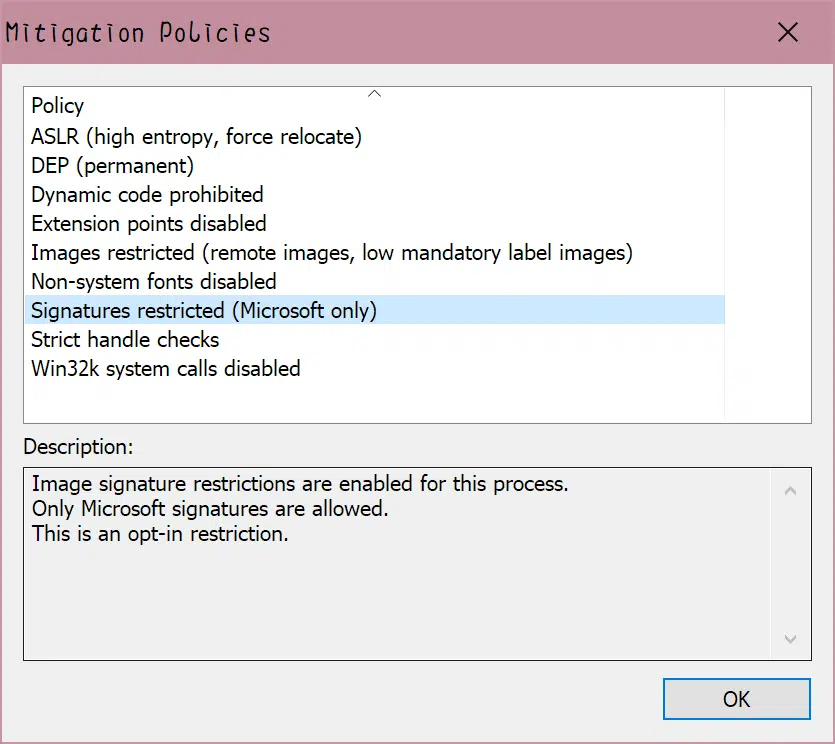 Mitigation Policies
Policy
ASLR (high entropy, force relocate)
DEP (permanent)
Dynamic code prohibited
Extension points disabled
Images restricted (remote images, low mandatory label images)
Non-system fonts disabled
Signatures restricted (Microsoft only)
Strict handle checks
Win32k system calls disabled
Description:
Image signature restrictions are enabled for this process.
Only Microsoft signatures are allowed.
This is an opt-in restriction.
OK